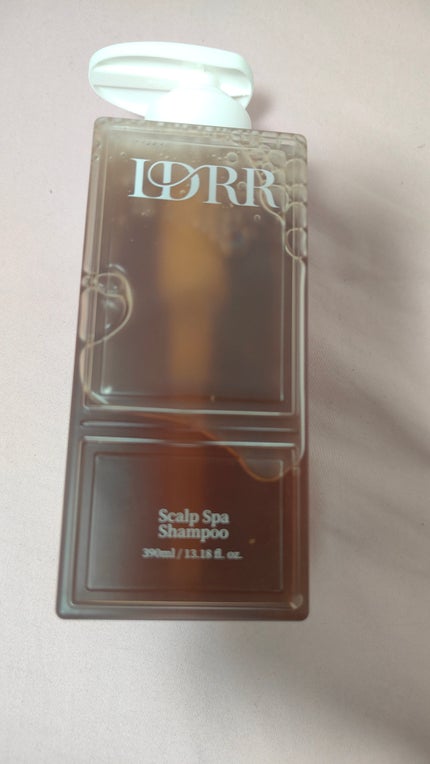 LDRR
Scalp Spa
Shampoo
390ml / 13.18 fl. oz.